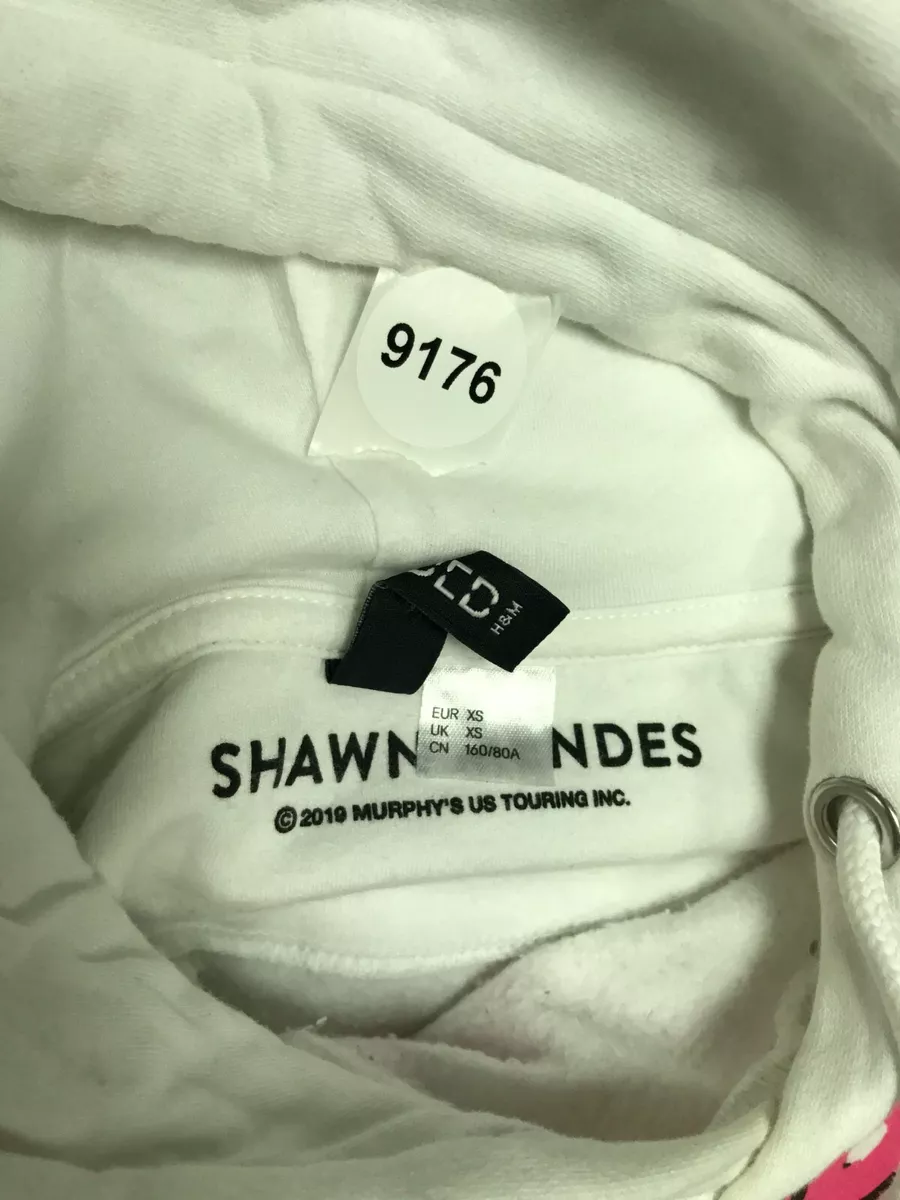 9176
H&M
EUR XS
UK XS
CN 160/80A
SHAWN NDES
© 2019 MURPHY'S US TOURING INC.